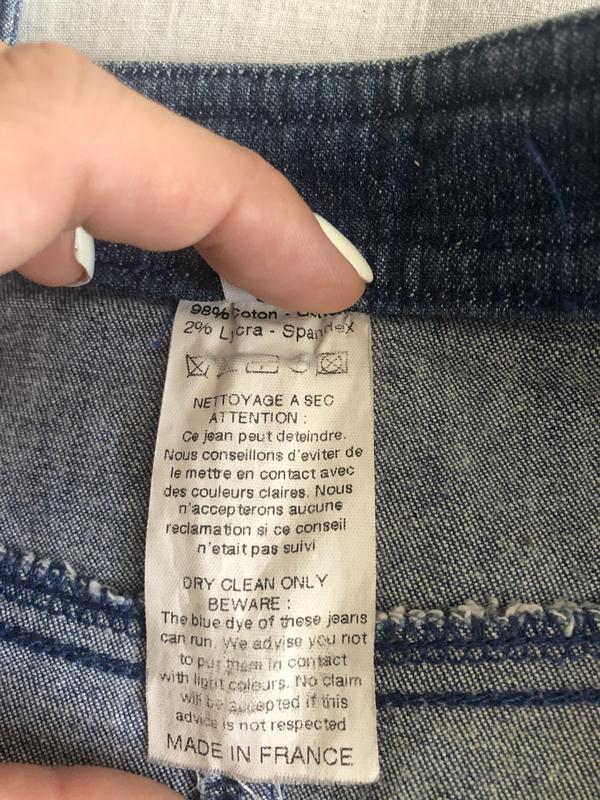 98% Coton - Cotton
2% Lycra - Spandex
NETTOYAGE A SEC
ATTENTION :
Ce jean peut deteindre.
Nous conseillons d'eviter de
le mettre en contact avec
des couleurs claires. Nous
n'accepterons aucune
reclamation si ce conseil
n'etait pas suivi
DRY CLEAN ONLY
BEWARE :
The blue dye of these jeans
can run. We advise you not
to put them in contact
with light colours. No claim
will be accepted if this
advice is not respected
MADE IN FRANCE